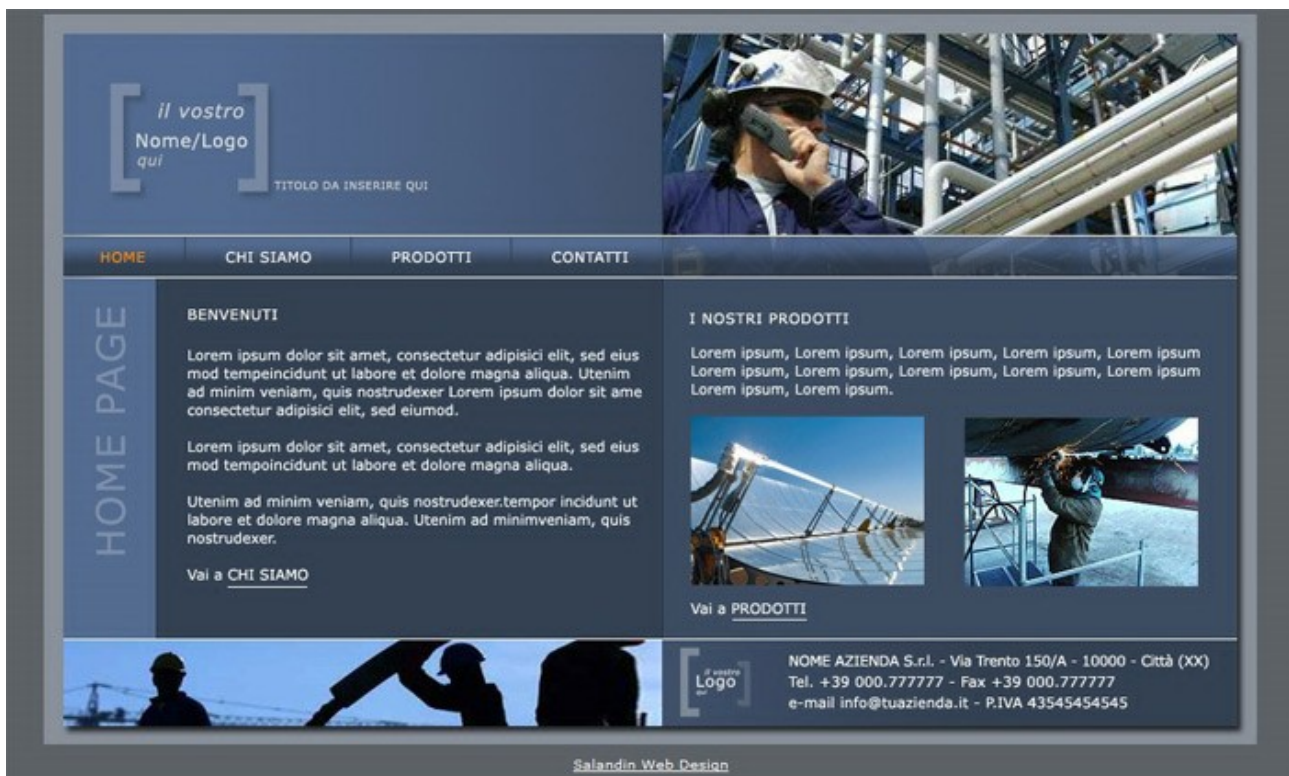 il vostro
Nome/Logo
qui
TITOLO DA INSERIRE QUI
HOME
CHI SIAMO
PRODOTTI
CONTATTI
HOME PAGE
BENVENUTI
Lorem ipsum dolor sit amet, consectetur adipisici elit, sed eius
mod tempeincidunt ut labore et dolore magna aliqua. Utenim
ad minim veniam, quis nostrudexer Lorem ipsum dolor sit ame
consectetur adipisici elit, sed eiumod.
Lorem ipsum dolor sit amet, consectetur adipisici elit, sed eius
mod tempoincidunt ut labore et dolore magna aliqua.
Utenim ad minim veniam, quis nostrudexer.tempor incidunt ut
labore et dolore magna aliqua. Utenim ad minimveniam, quis
nostrudexer.
Vai a CHI SIAMO
I NOSTRI PRODOTTI
Lorem ipsum, Lorem ipsum, Lorem ipsum, Lorem ipsum, Lorem ipsum
Lorem ipsum, Lorem ipsum, Lorem ipsum, Lorem ipsum, Lorem ipsum
Lorem ipsum, Lorem ipsum.
Vai a PRODOTTI
il vostro
Logo
qui
NOME AZIENDA S.r.l. - Via Trento 150/A - 10000 - Città (XX)
Tel. +39 000.777777 - Fax +39 000.777777
e-mail info@tuazienda.it - P.IVA 43545454545
Salandin Web Design